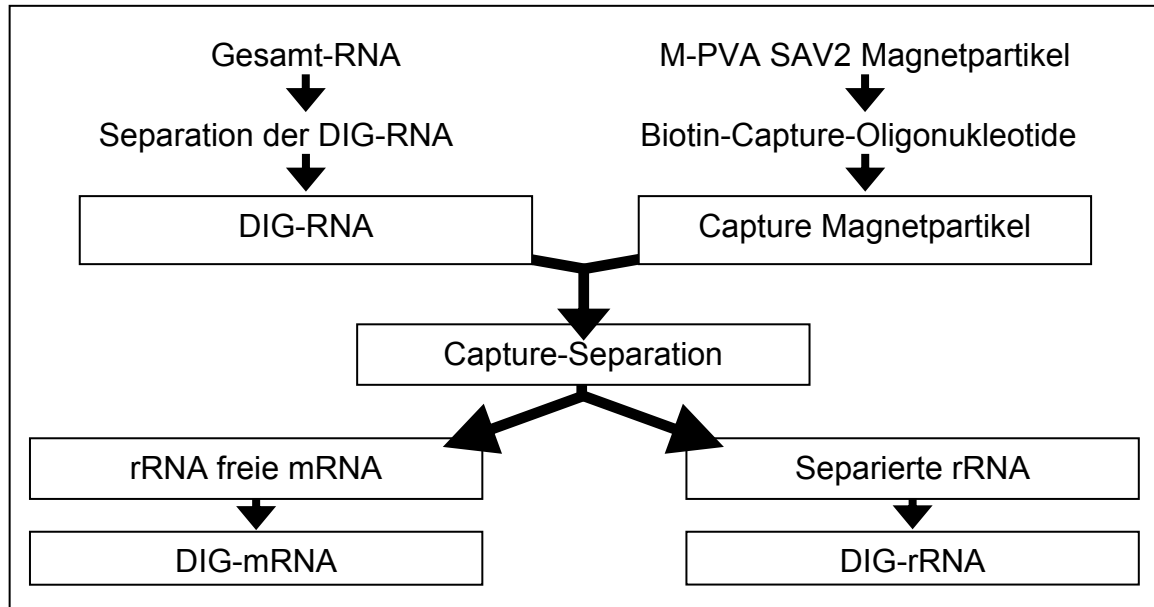 Gesamt-RNA
M-PVA SAV2 Magnetpartikel
Separation der DIG-RNA
Biotin-Capture-Oligonukleotide
DIG-RNA
Capture Magnetpartikel
Capture-Separation
rRNA freie mRNA
Separierte rRNA
DIG-mRNA
DIG-rRNA